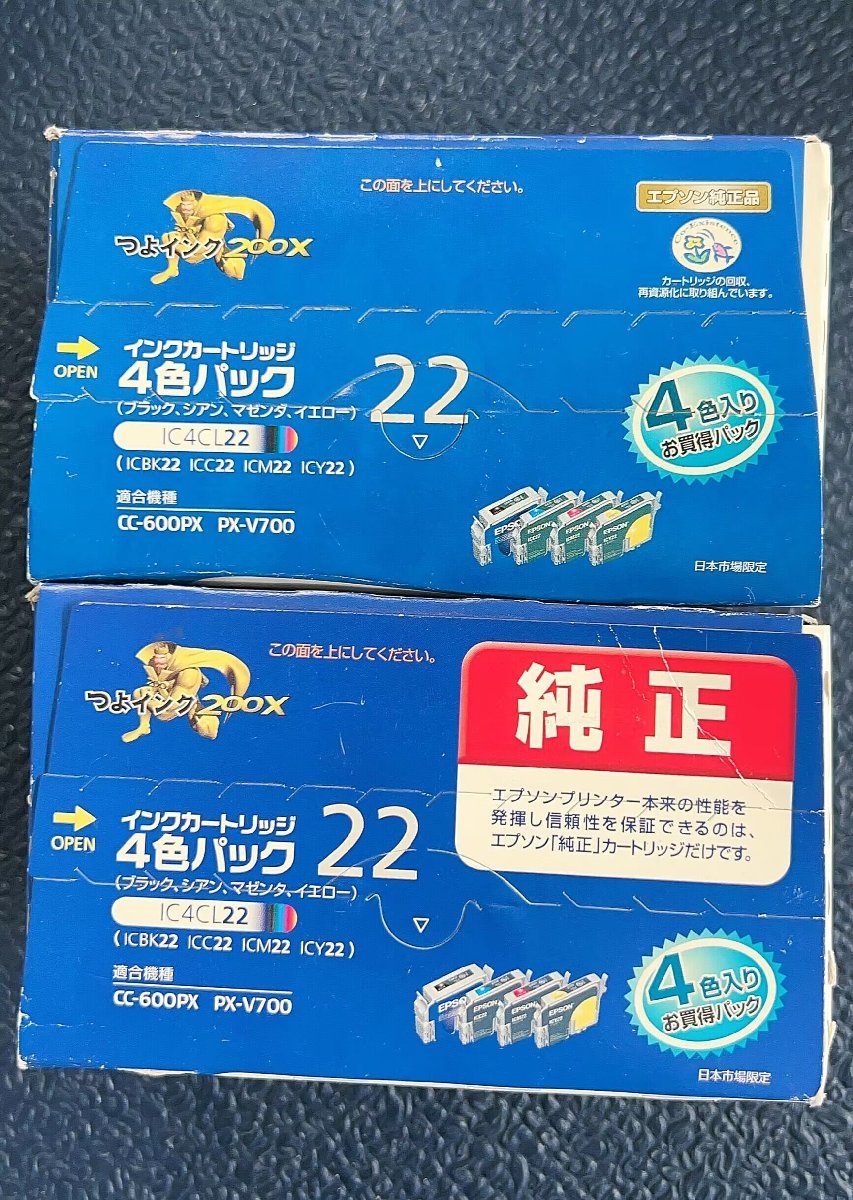 この面を上にしてください。
エプソン純正品
つよインク200X
Co-Existence
カートリッジの回収、
再資源化に取り組んでいます。
OPEN
インクカートリッジ
4色パック
22
(ブラック、シアン、マゼンタ、イエロー)
IC4CL22
(ICBK22 ICC22 ICM22 ICY22)
4色入り
お買得パック
適合機種
CC-600PX PX-V700
EPSON
EPSON
EPSON
EPSON
日本市場限定
この面を上にしてください。
つよインク200X
純正
エプソンプリンター本来の性能を
発揮し信頼性を保証できるのは、
エプソン「純正」カートリッジだけです。
OPEN
インクカートリッジ
4色パック
22
(ブラック、シアン、マゼンタ、イエロー)
IC4CL22
(ICBK22 ICC22 ICM22 ICY22)
4色入り
お買得パック
適合機種
CC-600PX PX-V700
EPSON
EPSON
EPSON
EPSON
日本市場限定